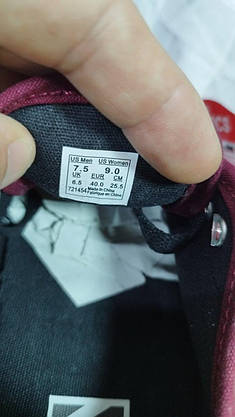 US Men US Women
7.5 9.0
UK EUR CM
6.5 40.0 25.5
Made in China